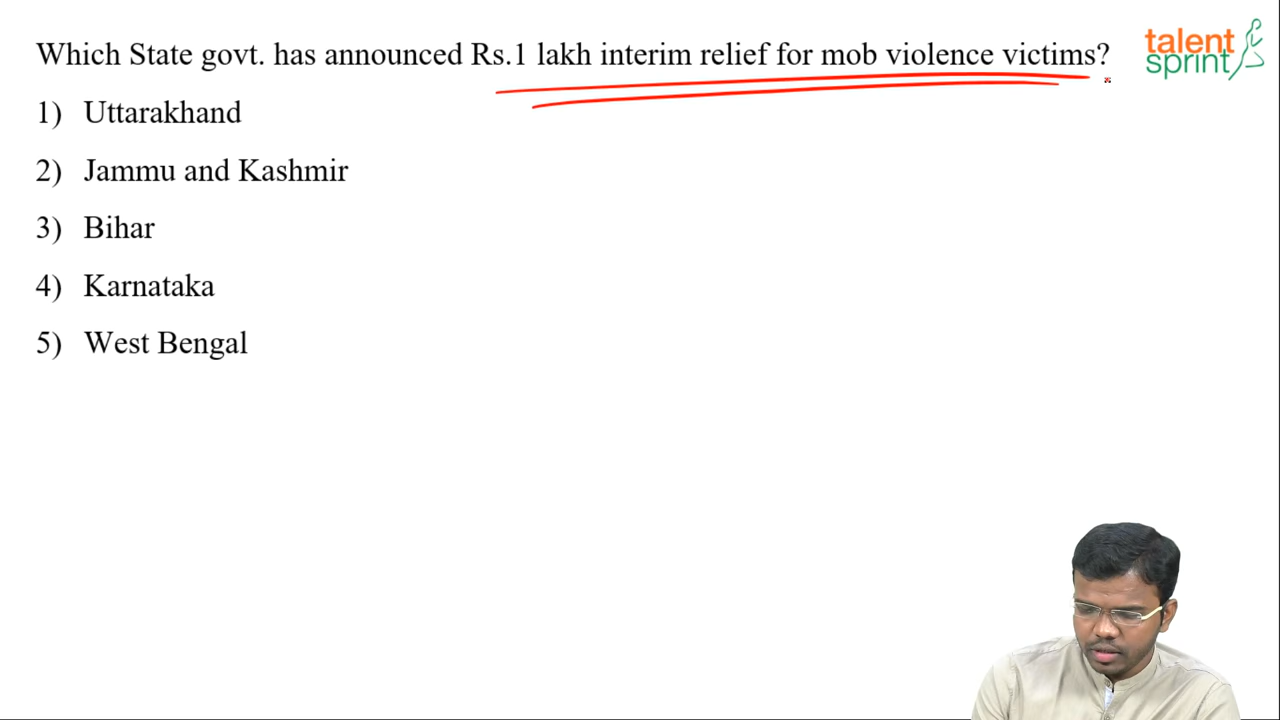 Which State govt. has announced Rs.1 lakh interim relief for mob violence victims?
talent
sprint
1) Uttarakhand
2) Jammu and Kashmir
3) Bihar
4) Karnataka
5) West Bengal